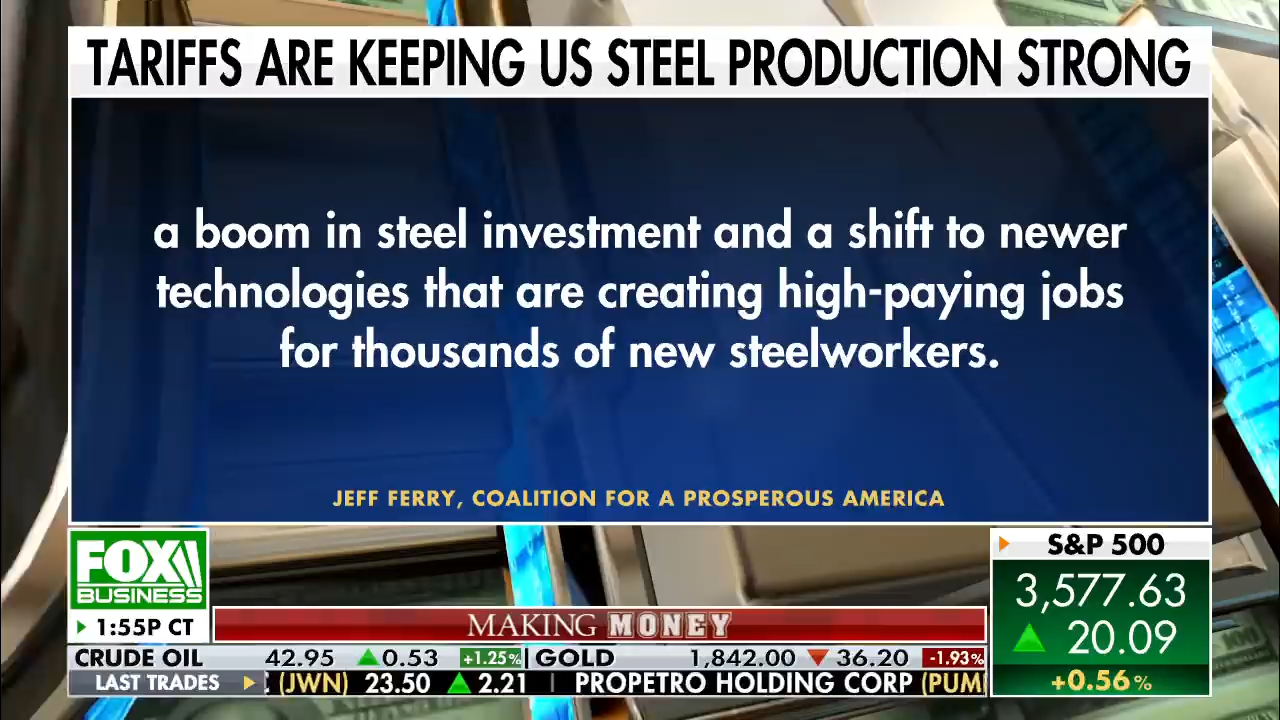 TARIFFS ARE KEEPING US STEEL PRODUCTION STRONG
a boom in steel investment and a shift to newer
technologies that are creating high-paying jobs
for thousands of new steelworkers.
JEFF FERRY, COALITION FOR A PROSPEROUS AMERICA
FOX
BUSINESS
1:55P CT
MAKING MONEY
S&P 500
3,577.63
20.09
+0.56%
CRUDE OIL 42.95 0.53 +1.25% GOLD 1,842.00 36.20 -1.93%
LAST TRADES (JWN) 23.50 2.21 PROPETRO HOLDING CORP (PUM